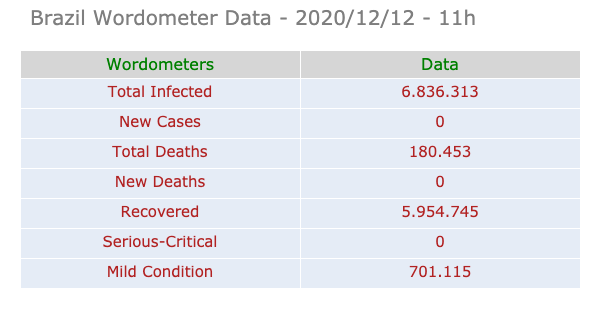 Brazil Wordometer Data - 2020/12/12 - 11h
Wordometers Data
Total Infected 6.836.313
New Cases 0
Total Deaths 180.453
New Deaths 0
Recovered 5.954.745
Serious-Critical 0
Mild Condition 701.115